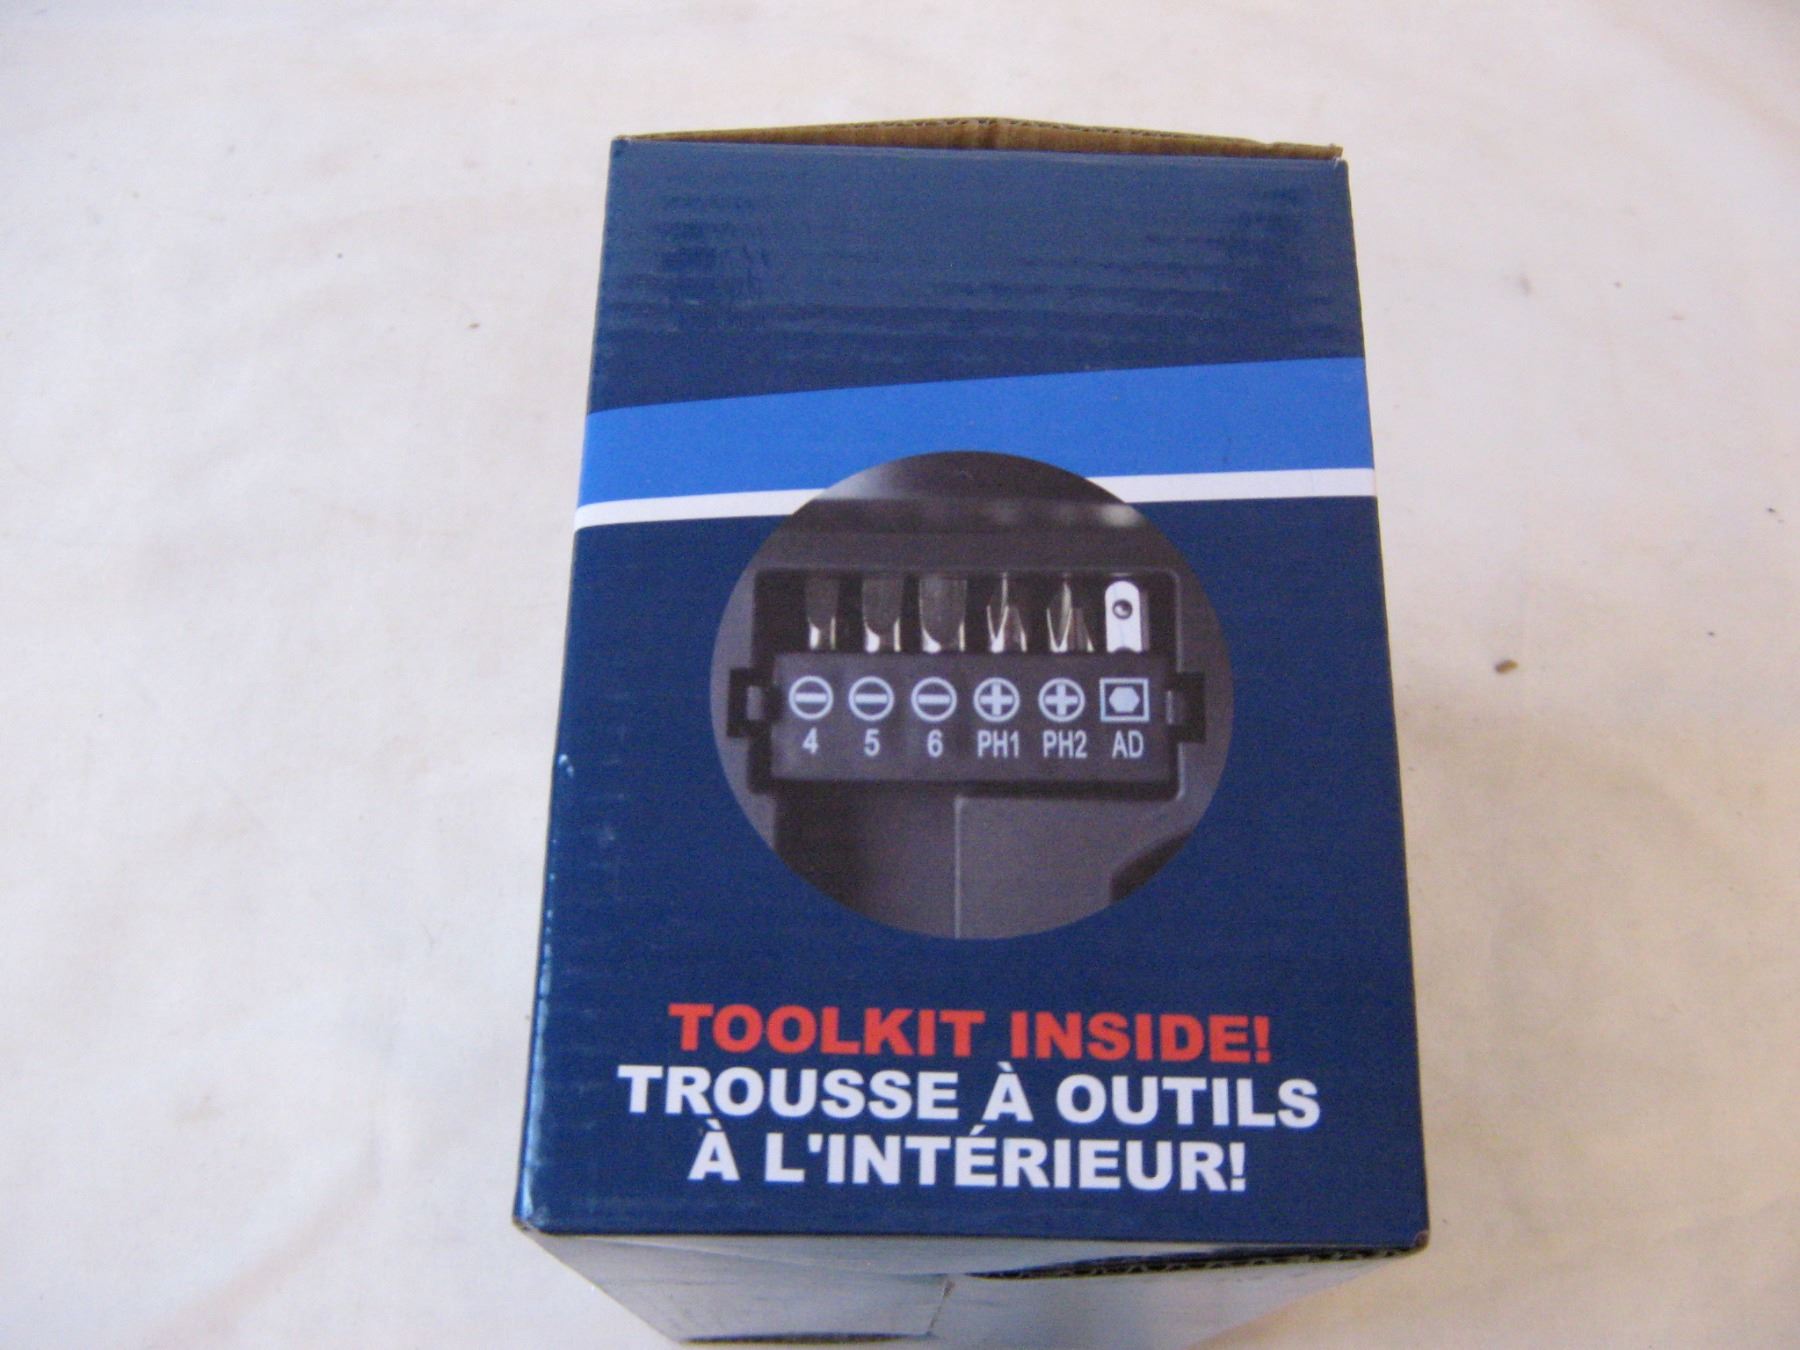 4 5 6 PH1 PH2 AD
TOOLKIT INSIDE!
TROUSSE À OUTILS
À L'INTÉRIEUR!